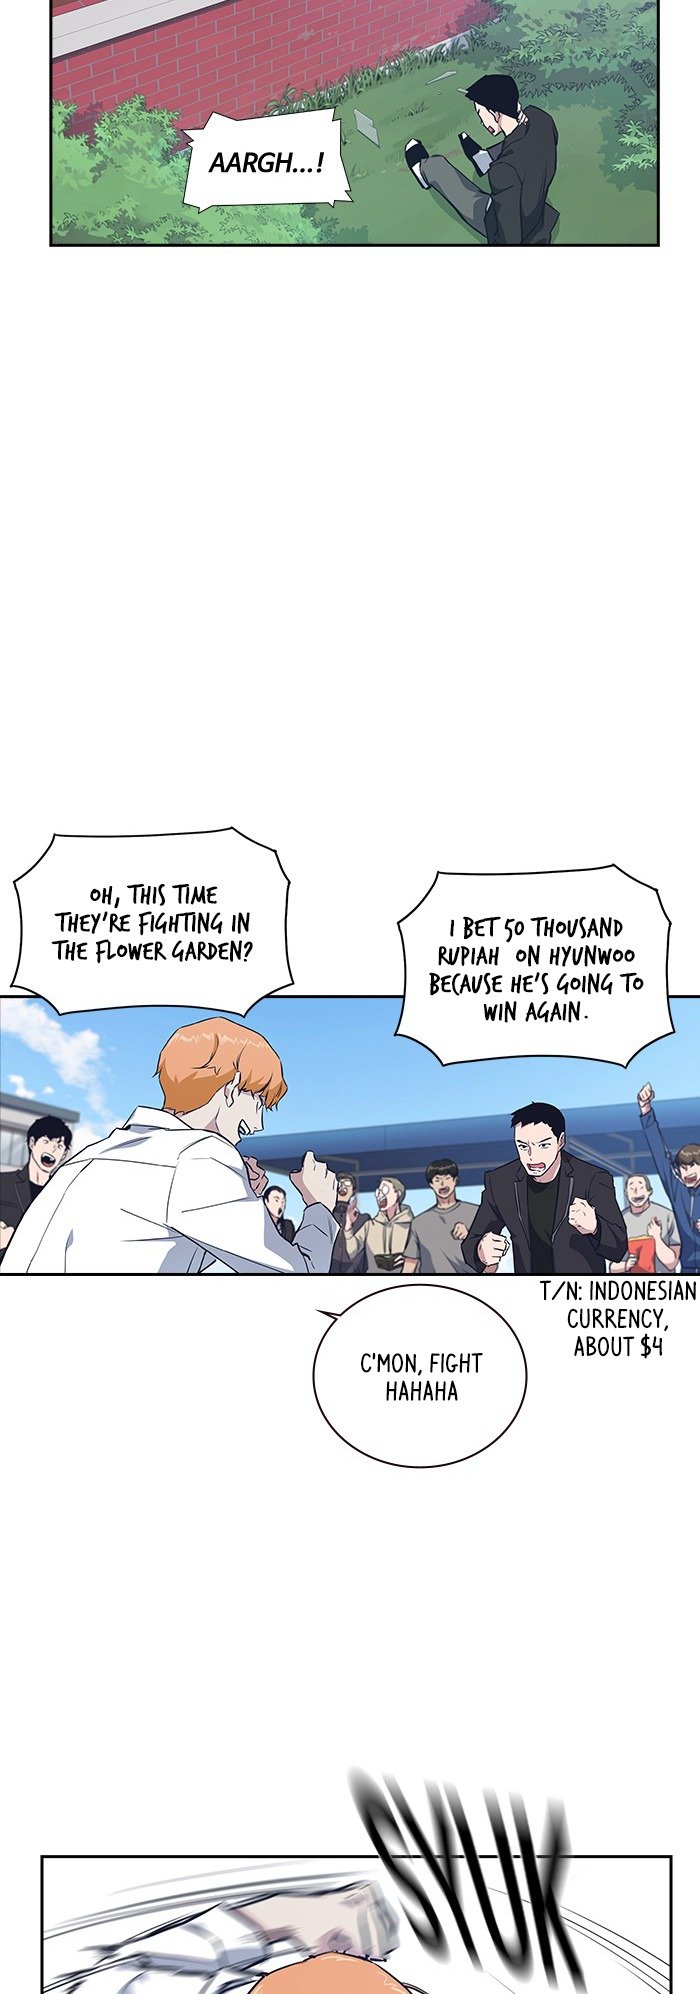 AARGH...!
OH, THIS TIME
THEY'RE FIGHTING IN
THE FLOWER GARDEN?
I BET 50 THOUSAND
RUPIAH ON HYUNWOO
BECAUSE HE'S GOING TO
WIN AGAIN.
T/N: INDONESIAN
CURRENCY,
ABOUT $4
C'MON, FIGHT
HAHAHA
SYUK